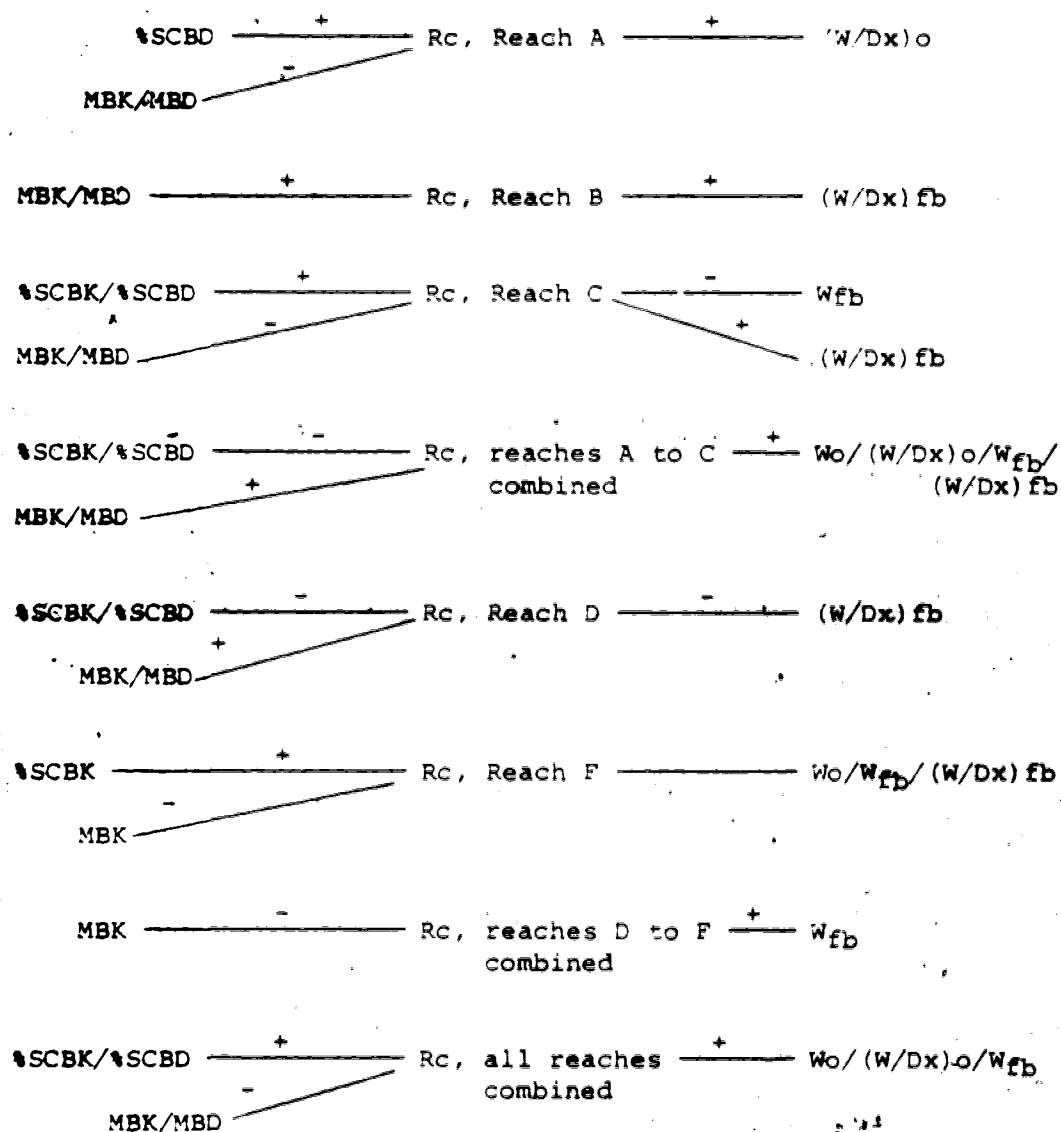 + +
%SCBD Rc, Reach A (W/Dx)o
-
MBK/MBD
+ +
MBK/MBD Rc, Reach B (W/Dx)fb
+ -
%SCBK/%SCBD Rc, Reach C Wfb
- +
MBK/MBD (W/Dx)fb
- +
%SCBK/%SCBD Rc, reaches A to C Wo/(W/Dx)o/Wfb/
+ combined (W/Dx)fb
MBK/MBD
- -
%SCBK/%SCBD Rc, Reach D (W/Dx)fb
+
MBK/MBD
+
%SCBK Rc, Reach F Wo/Wfb/(W/Dx)fb
-
MBK
- +
MBK Rc, reaches D to F Wfb
combined
+ +
%SCBK/%SCBD Rc, all reaches Wo/(W/Dx)o/Wfb
- combined
MBK/MBD